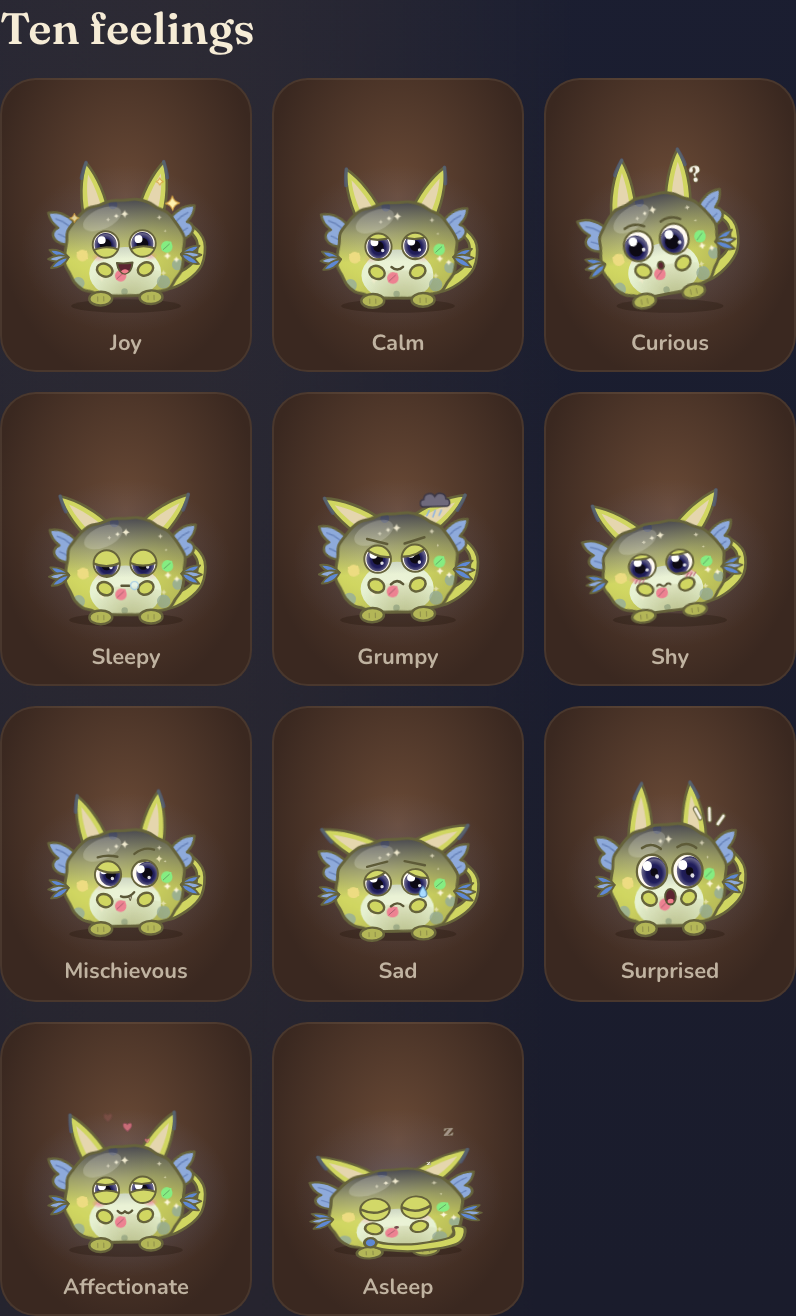 Ten feelings
?
Joy
Calm
Curious
Sleepy
Grumpy
Shy
Mischievous
Sad
Surprised
z
z
Affectionate
Asleep